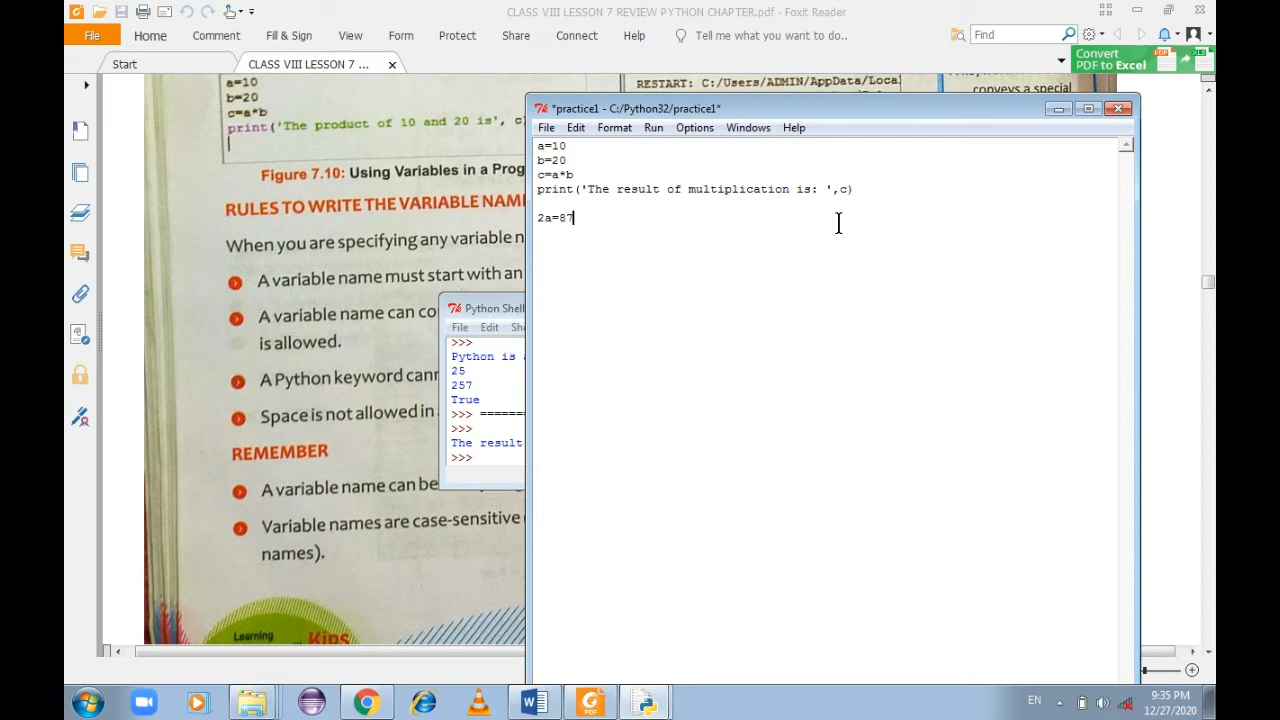 CLASS VIII LESSON 7 REVIEW PYTHON CHAPTER.pdf - Foxit Reader
File Home Comment Fill & Sign View Form Protect Share Connect Help Tell me what you want to do.. Find
Start CLASS VIII LESSON 7 ... Convert
PDF to Excel
a=10
b=20
c=a*b
print('The product of 10 and 20 is', c)
Figure 7.10: Using Variables in a Prog
RULES TO WRITE THE VARIABLE NAM
When you are specifying any variable n
A variable name must start with an
A variable name can co
is allowed.
A Python keyword cann
Space is not allowed in
REMEMBER
A variable name can be
Variable names are case-sensitive (
names).
Learning
Kips
RESTART: C:/Users/ADMIN/AppData/Local
conveys a special
*practice1 - C:/Python32/practice1*
File Edit Format Run Options Windows Help
a=10
b=20
c=a*b
print('The result of multiplication is: ',c)
2a=87
Python Shell
File Edit She
>>>
Python is
25
257
True
>>> =======
>>>
The result
>>>
EN 9:35 PM
12/27/2020